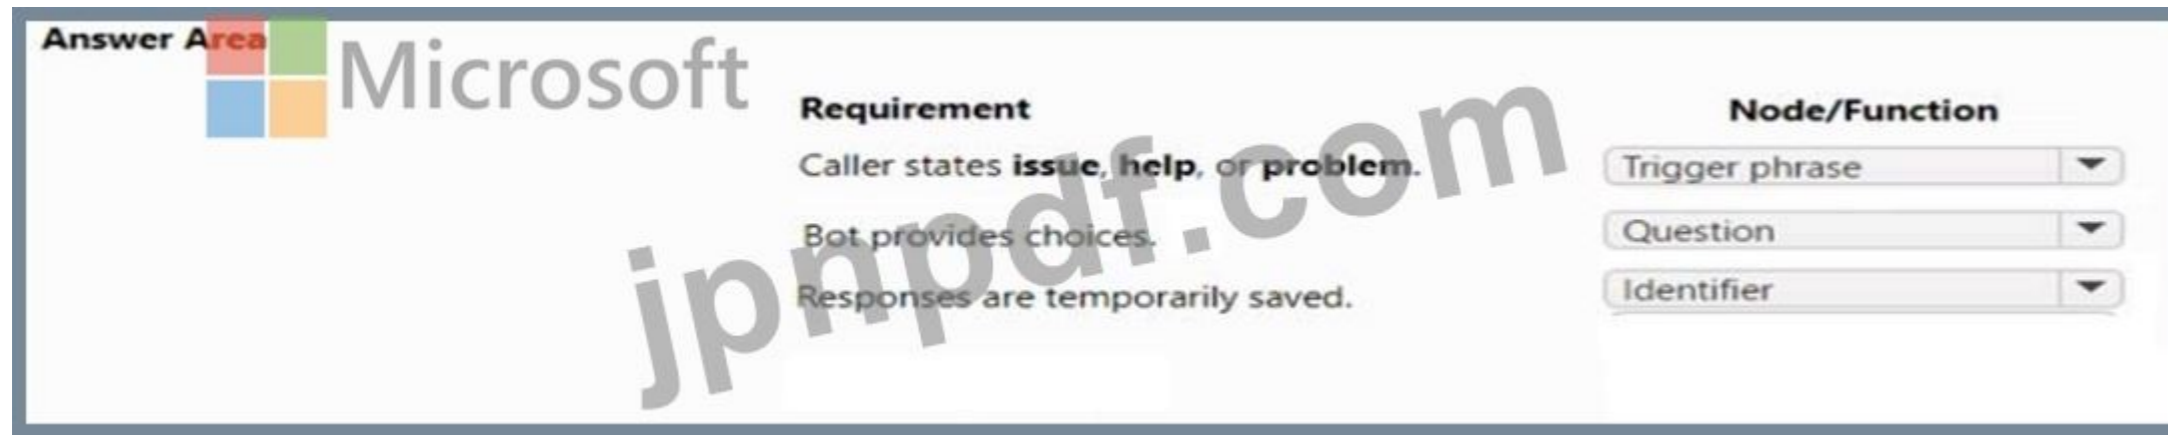 Answer Area
Microsoft
Requirement Node/Function
Caller states issue, help, or problem. Trigger phrase
Bot provides choices. Question
Responses are temporarily saved. Identifier
jpnpdf.com